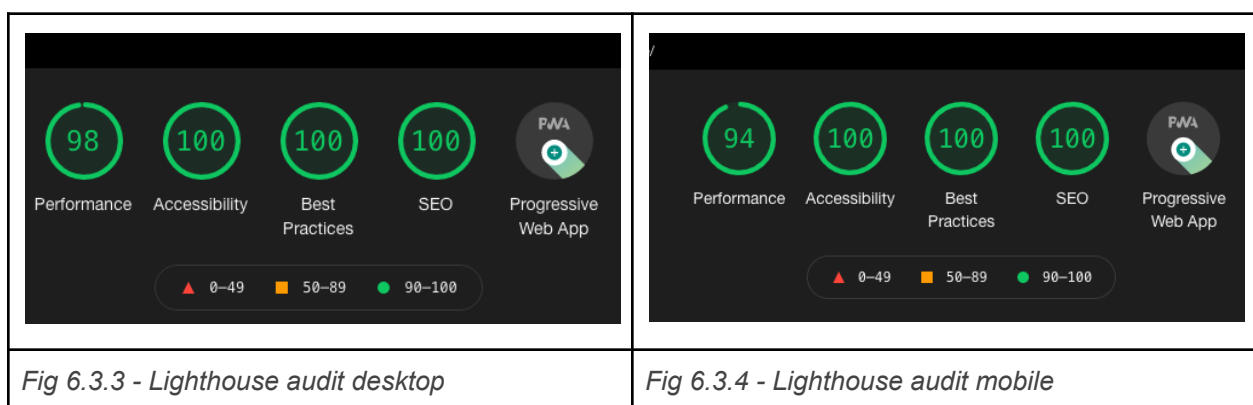 98 100 100 100 PWA
Performance Accessibility Best Practices SEO Progressive Web App
0–49 50–89 90–100
Fig 6.3.3 - Lighthouse audit desktop
/
94 100 100 100 PWA
Performance Accessibility Best Practices SEO Progressive Web App
0–49 50–89 90–100
Fig 6.3.4 - Lighthouse audit mobile